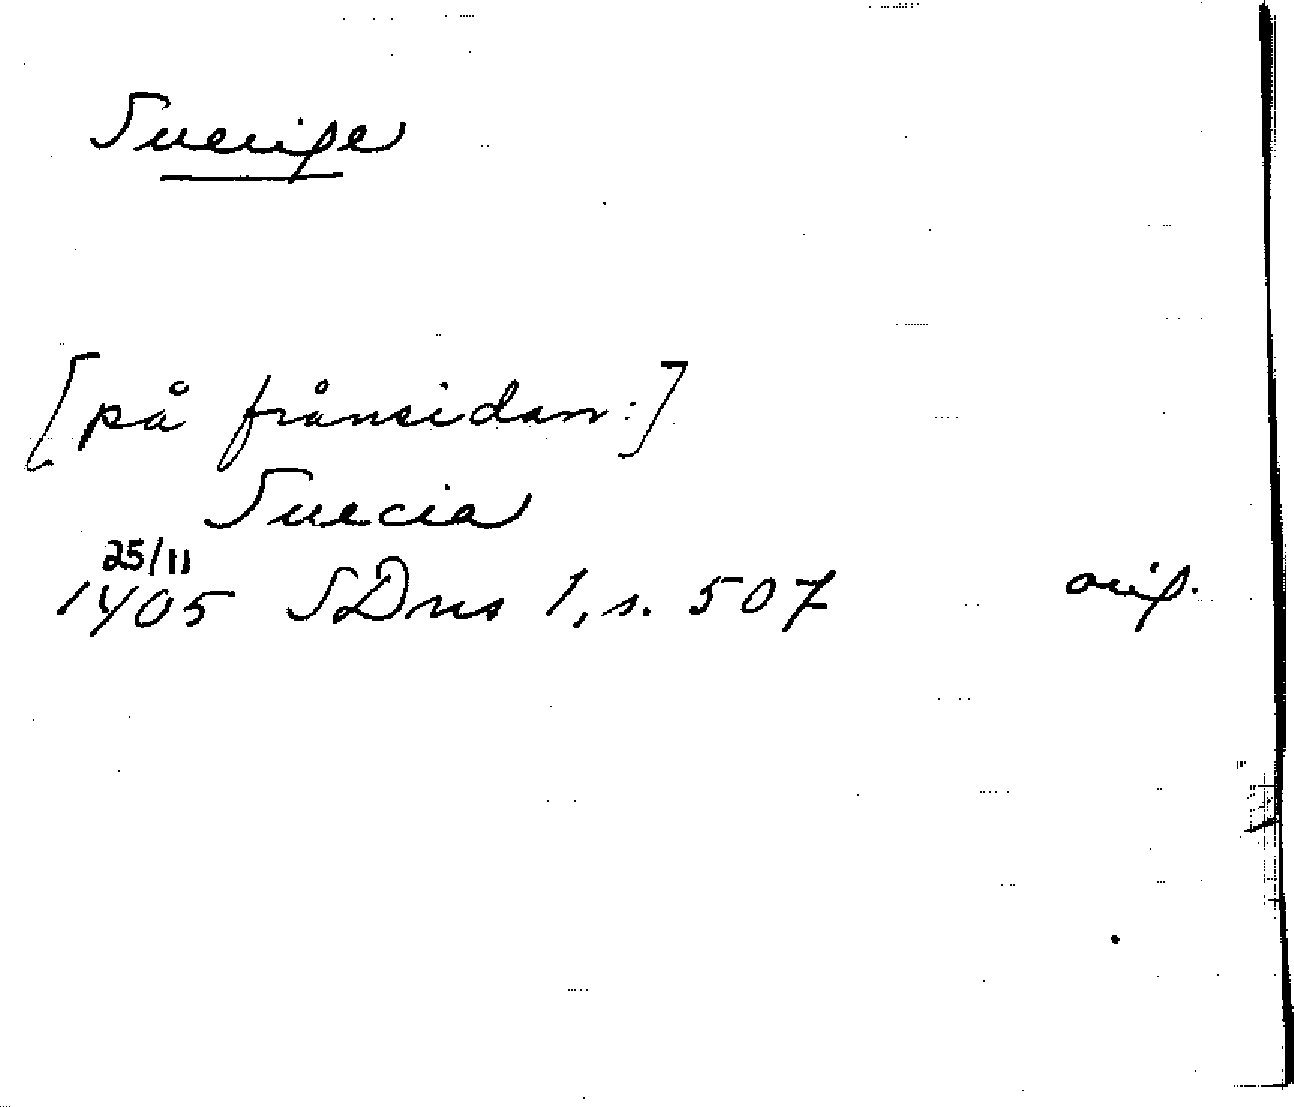 Sverige
[på frånsidan:]
Suecia
25/11
1405 SDns 1, s. 507 orig.